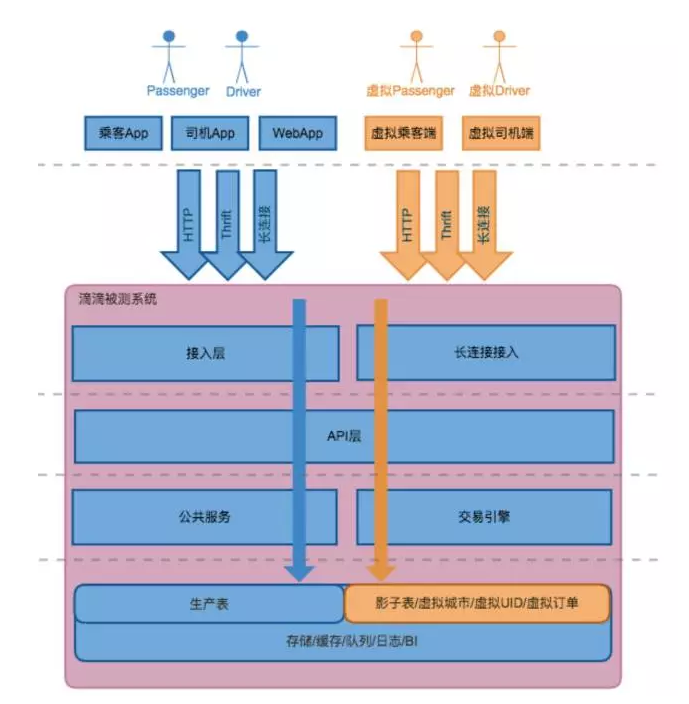 Passenger
Driver
虚拟Passenger
虚拟Driver
乘客App
司机App
WebApp
虚拟乘客端
虚拟司机端
HTTP
Thrift
长连接
HTTP
Thrift
长连接
滴滴被测系统
接入层
长连接接入
API层
公共服务
交易引擎
生产表
影子表/虚拟城市/虚拟UID/虚拟订单
存储/缓存/队列/日志/BI